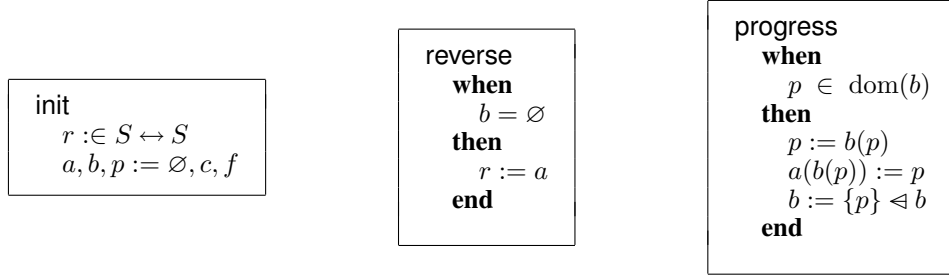 init
r :∈ S ↔ S
a, b, p := ∅, c, f
reverse
when
b = ∅
then
r := a
end
progress
when
p ∈ dom(b)
then
p := b(p)
a(b(p)) := p
b := {p} ⩤ b
end